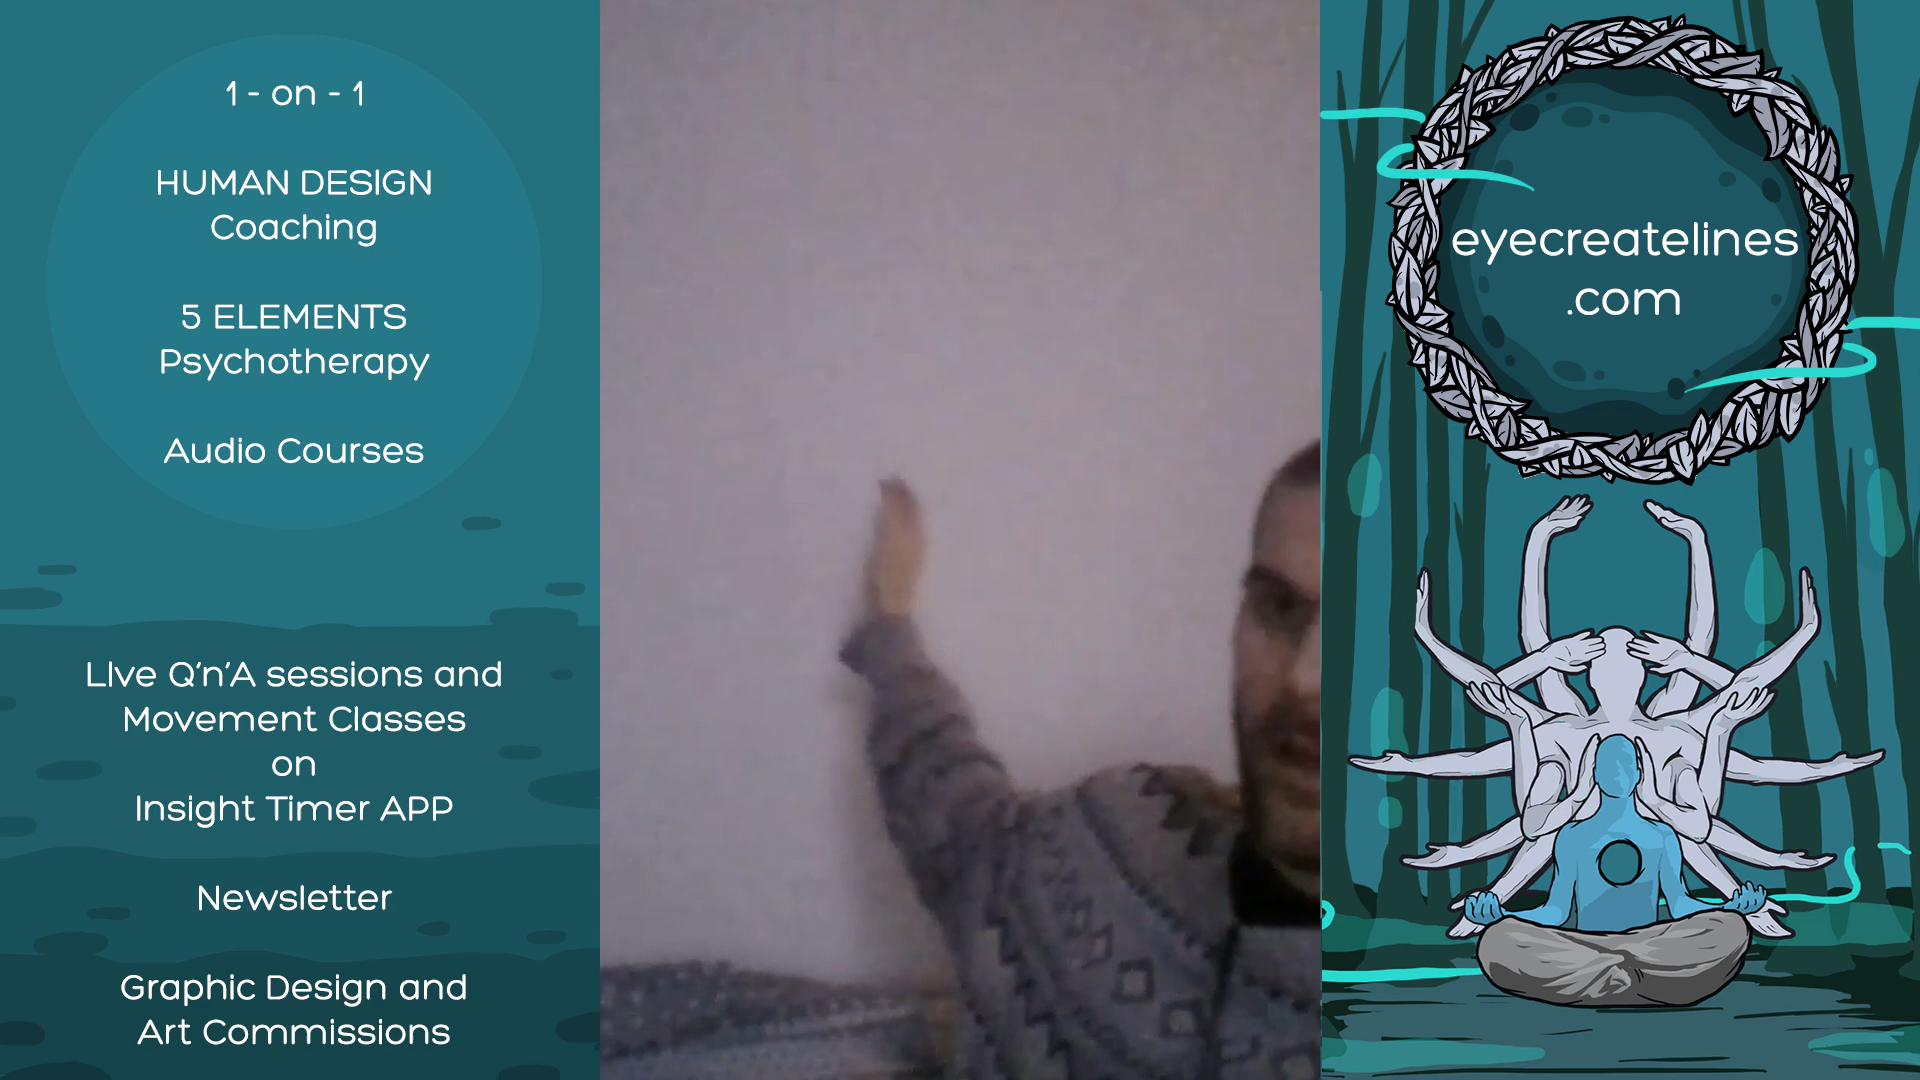 1 - on - 1
HUMAN DESIGN
Coaching
5 ELEMENTS
Psychotherapy
Audio Courses
LIve Q'n'A sessions and
Movement Classes
on
Insight Timer APP
Newsletter
Graphic Design and
Art Commissions
eyecreatelines
.com